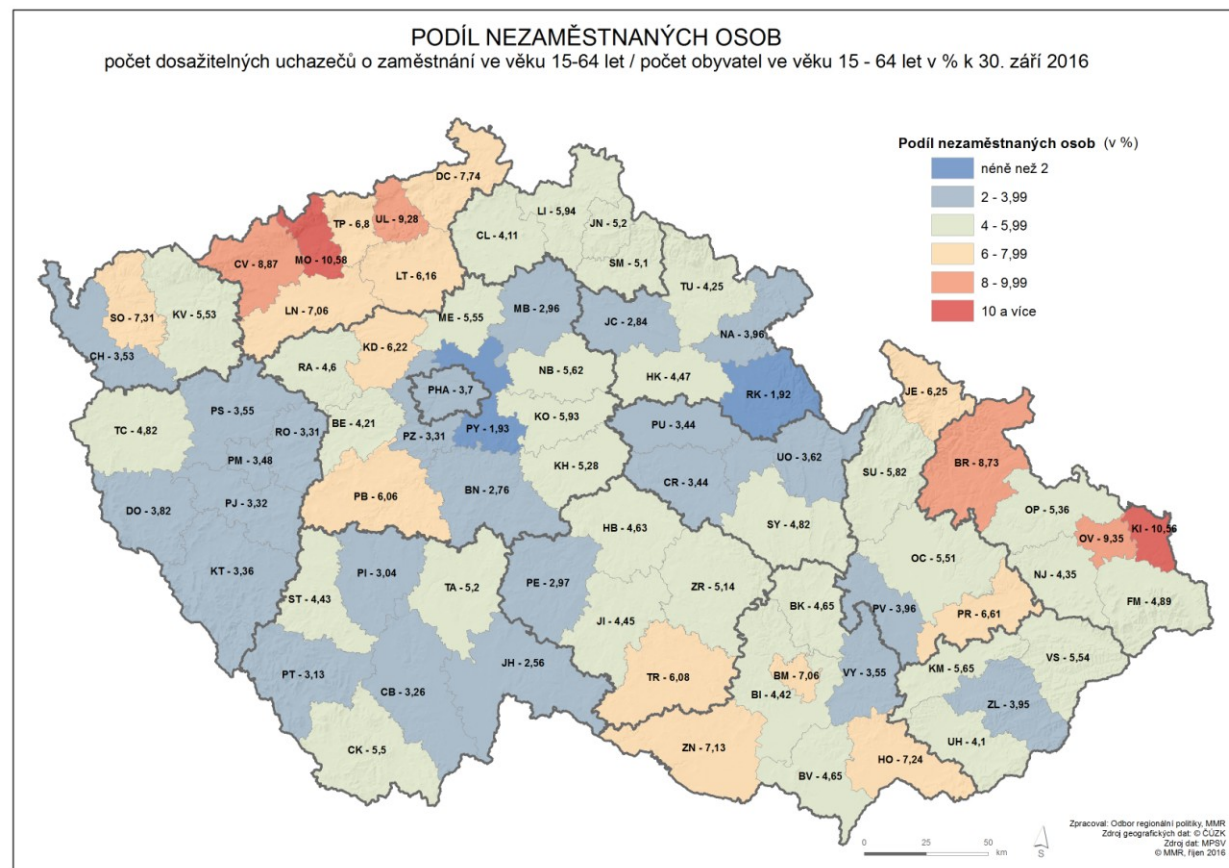 PODÍL NEZAMĚSTNANÝCH OSOB
počet dosažitelných uchazečů o zaměstnání ve věku 15-64 let / počet obyvatel ve věku 15 - 64 let v % k 30. září 2016
Podíl nezaměstnaných osob (v %)
néně než 2
2 - 3,99
4 - 5,99
6 - 7,99
8 - 9,99
10 a více
DC - 7,74
TP - 6,8
UL - 9,28
LI - 5,94
JN - 5,2
CL - 4,11
CV - 8,87
MO - 10,58
SM - 5,1
LT - 6,16
TU - 4,25
LN - 7,06
MB - 2,96
SO - 7,31
KV - 5,53
ME - 5,55
JC - 2,84
NA - 3,96
KD - 6,22
CH - 3,53
RA - 4,6
NB - 5,62
HK - 4,47
PHA - 3,7
RK - 1,92
JE - 6,25
PS - 3,55
KO - 5,93
BE - 4,21
TC - 4,82
RO - 3,31
PY - 1,93
PU - 3,44
PZ - 3,31
UO - 3,62
PM - 3,48
KH - 5,28
BR - 8,73
SU - 5,82
BN - 2,76
CR - 3,44
PB - 6,06
PJ - 3,32
DO - 3,82
OP - 5,36
HB - 4,63
SY - 4,82
KI - 10,56
OV - 9,35
OC - 5,51
KT - 3,36
PI - 3,04
TA - 5,2
PE - 2,97
ZR - 5,14
NJ - 4,35
BK - 4,65
FM - 4,89
ST - 4,43
PV - 3,96
PR - 6,61
JI - 4,45
JH - 2,56
VS - 5,54
KM - 5,65
PT - 3,13
TR - 6,08
BM - 7,06
VY - 3,55
CB - 3,26
BI - 4,42
ZL - 3,95
UH - 4,1
CK - 5,5
ZN - 7,13
HO - 7,24
BV - 4,65
Zpracoval: Odbor regionální politiky, MMR
Zdroj geografických dat: © ČÚZK
Zdroj dat: MPSV
© MMR, říjen 2016
0 25 50
km
S